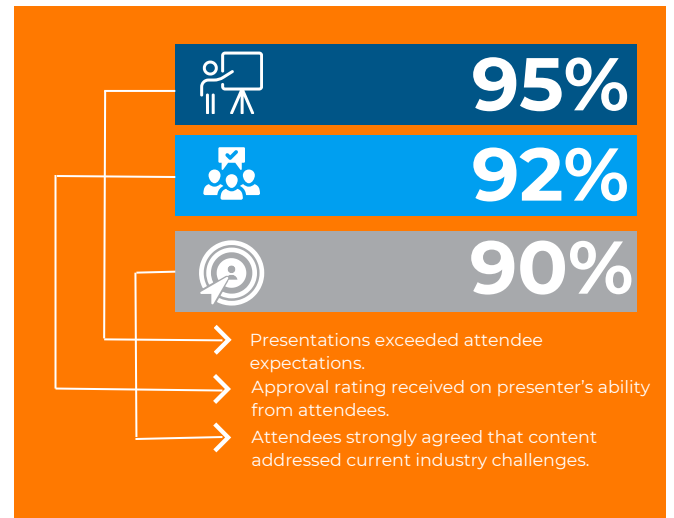 95%
92%
90%
Presentations exceeded attendee
expectations.
Approval rating received on presenter’s ability
from attendees.
Attendees strongly agreed that content
addressed current industry challenges.